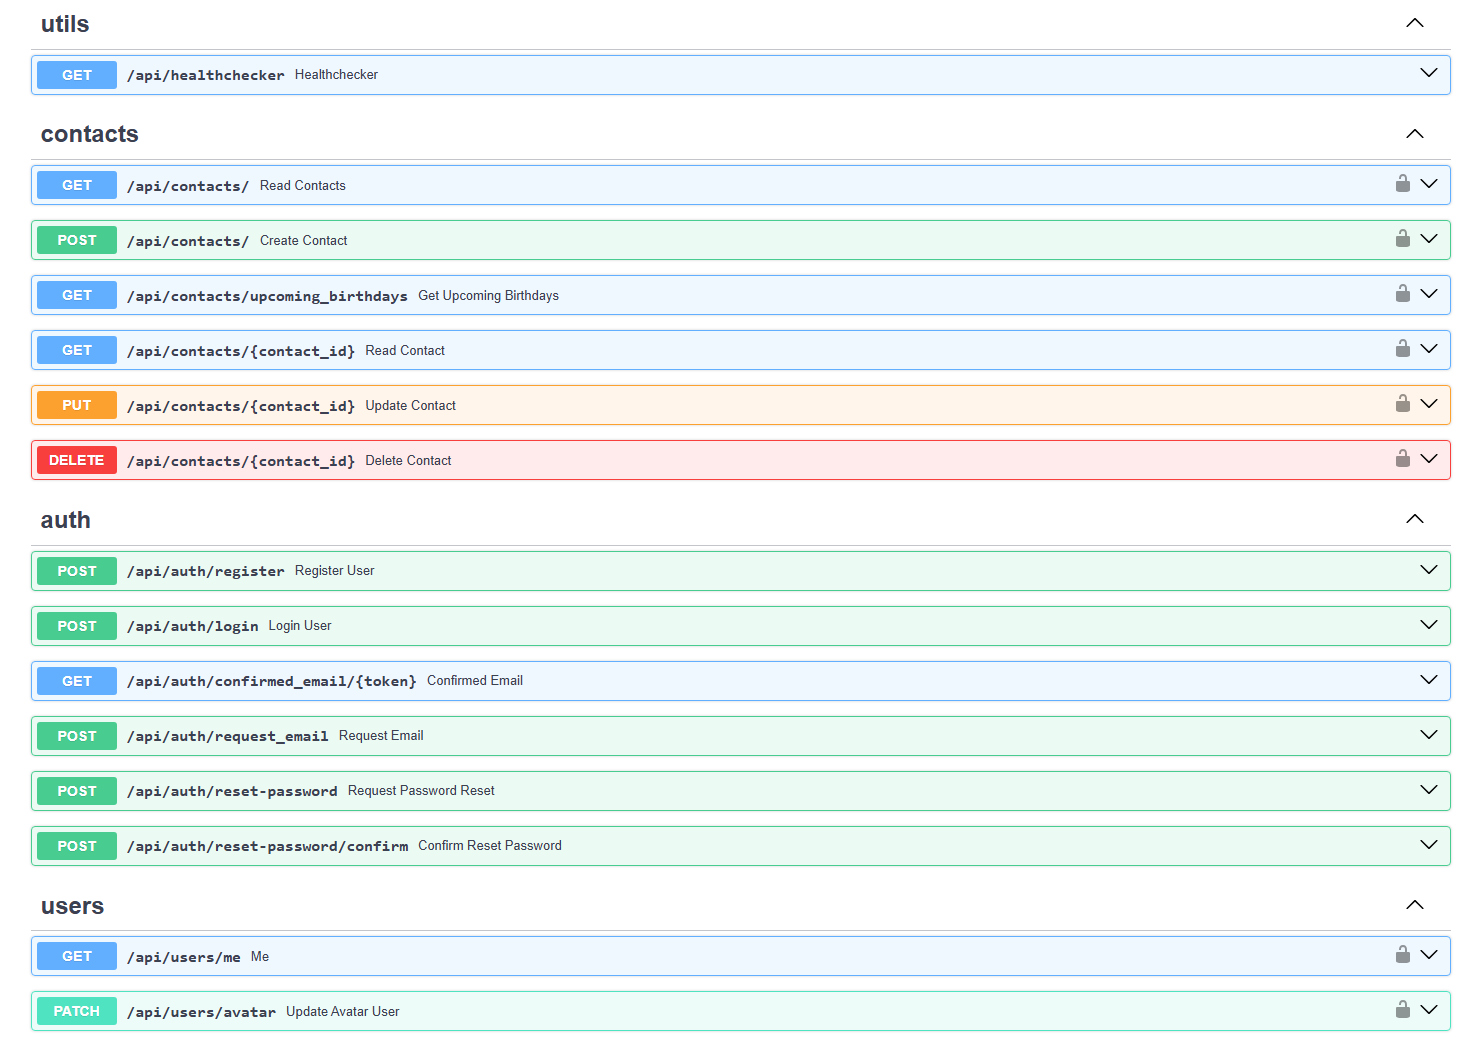 utils
GET /api/healthchecker Healthchecker
contacts
GET /api/contacts/ Read Contacts
POST /api/contacts/ Create Contact
GET /api/contacts/upcoming_birthdays Get Upcoming Birthdays
GET /api/contacts/{contact_id} Read Contact
PUT /api/contacts/{contact_id} Update Contact
DELETE /api/contacts/{contact_id} Delete Contact
auth
POST /api/auth/register Register User
POST /api/auth/login Login User
GET /api/auth/confirmed_email/{token} Confirmed Email
POST /api/auth/request_email Request Email
POST /api/auth/reset-password Request Password Reset
POST /api/auth/reset-password/confirm Confirm Reset Password
users
GET /api/users/me Me
PATCH /api/users/avatar Update Avatar User